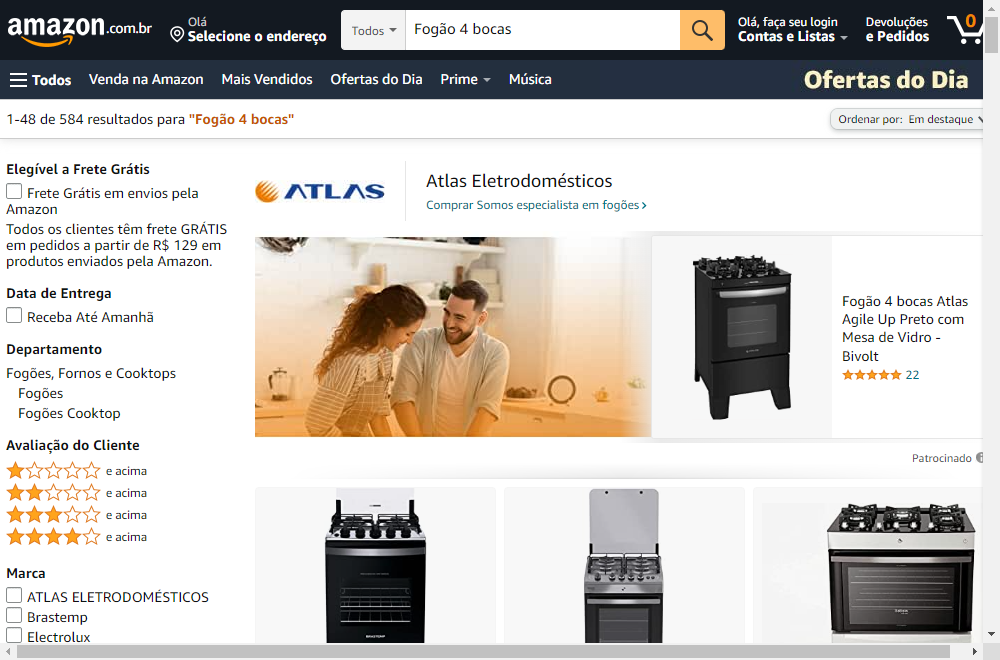 amazon.com.br
Olá
Selecione o endereço
Todos
Fogão 4 bocas
Olá, faça seu login
Contas e Listas
Devoluções
e Pedidos
0
Todos
Venda na Amazon
Mais Vendidos
Ofertas do Dia
Prime
Música
Ofertas do Dia
1-48 de 584 resultados para "Fogão 4 bocas"
Ordenar por: Em destaque
Elegível a Frete Grátis
Frete Grátis em envios pela
Amazon
Todos os clientes têm frete GRÁTIS
em pedidos a partir de R$ 129 em
produtos enviados pela Amazon.
Data de Entrega
Receba Até Amanhã
Departamento
Fogões, Fornos e Cooktops
Fogões
Fogões Cooktop
Avaliação do Cliente
e acima
e acima
e acima
e acima
Marca
ATLAS ELETRODOMÉSTICOS
Brastemp
Electrolux
ATLAS
Atlas Eletrodomésticos
Comprar Somos especialista em fogões
Fogão 4 bocas Atlas
Agile Up Preto com
Mesa de Vidro -
Bivolt
22
Patrocinado
BRASTEMP